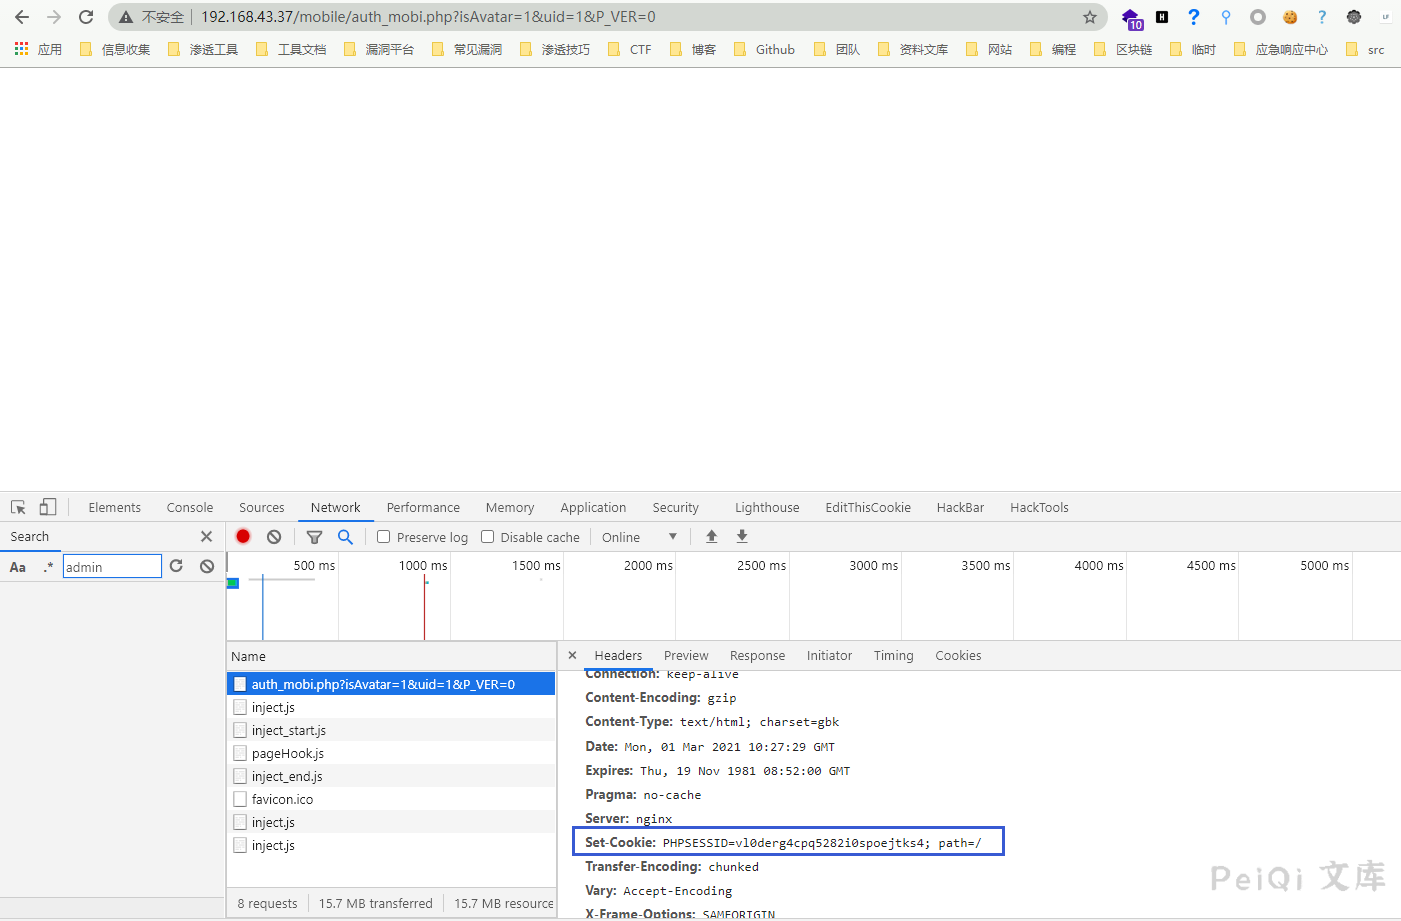 不安全 192.168.43.37/mobile/auth_mobi.php?isAvatar=1&uid=1&P_VER=0 10
应用 信息收集 渗透工具 工具文档 漏洞平台 常见漏洞 渗透技巧 CTF 博客 Github 团队 资料文库 网站 编程 区块链 临时 应急响应中心 src
Elements Console Sources Network Performance Memory Application Security Lighthouse EditThisCookie HackBar HackTools
Search
Preserve log Disable cache Online
Aa .* admin
500 ms 1000 ms 1500 ms 2000 ms 2500 ms 3000 ms 3500 ms 4000 ms 4500 ms 5000 ms
Name
Headers Preview Response Initiator Timing Cookies
auth_mobi.php?isAvatar=1&uid=1&P_VER=0
inject.js
inject_start.js
pageHook.js
inject_end.js
favicon.ico
inject.js
inject.js
Connection: keep-alive
Content-Encoding: gzip
Content-Type: text/html; charset=gbk
Date: Mon, 01 Mar 2021 10:27:29 GMT
Expires: Thu, 19 Nov 1981 08:52:00 GMT
Pragma: no-cache
Server: nginx
Set-Cookie: PHPSESSID=vl0derg4cpq5282i0spoejtks4; path=/
Transfer-Encoding: chunked
Vary: Accept-Encoding
X-Frame-Options: SAMEORIGIN
8 requests 15.7 MB transferred 15.7 MB resource
PeiQi 文库